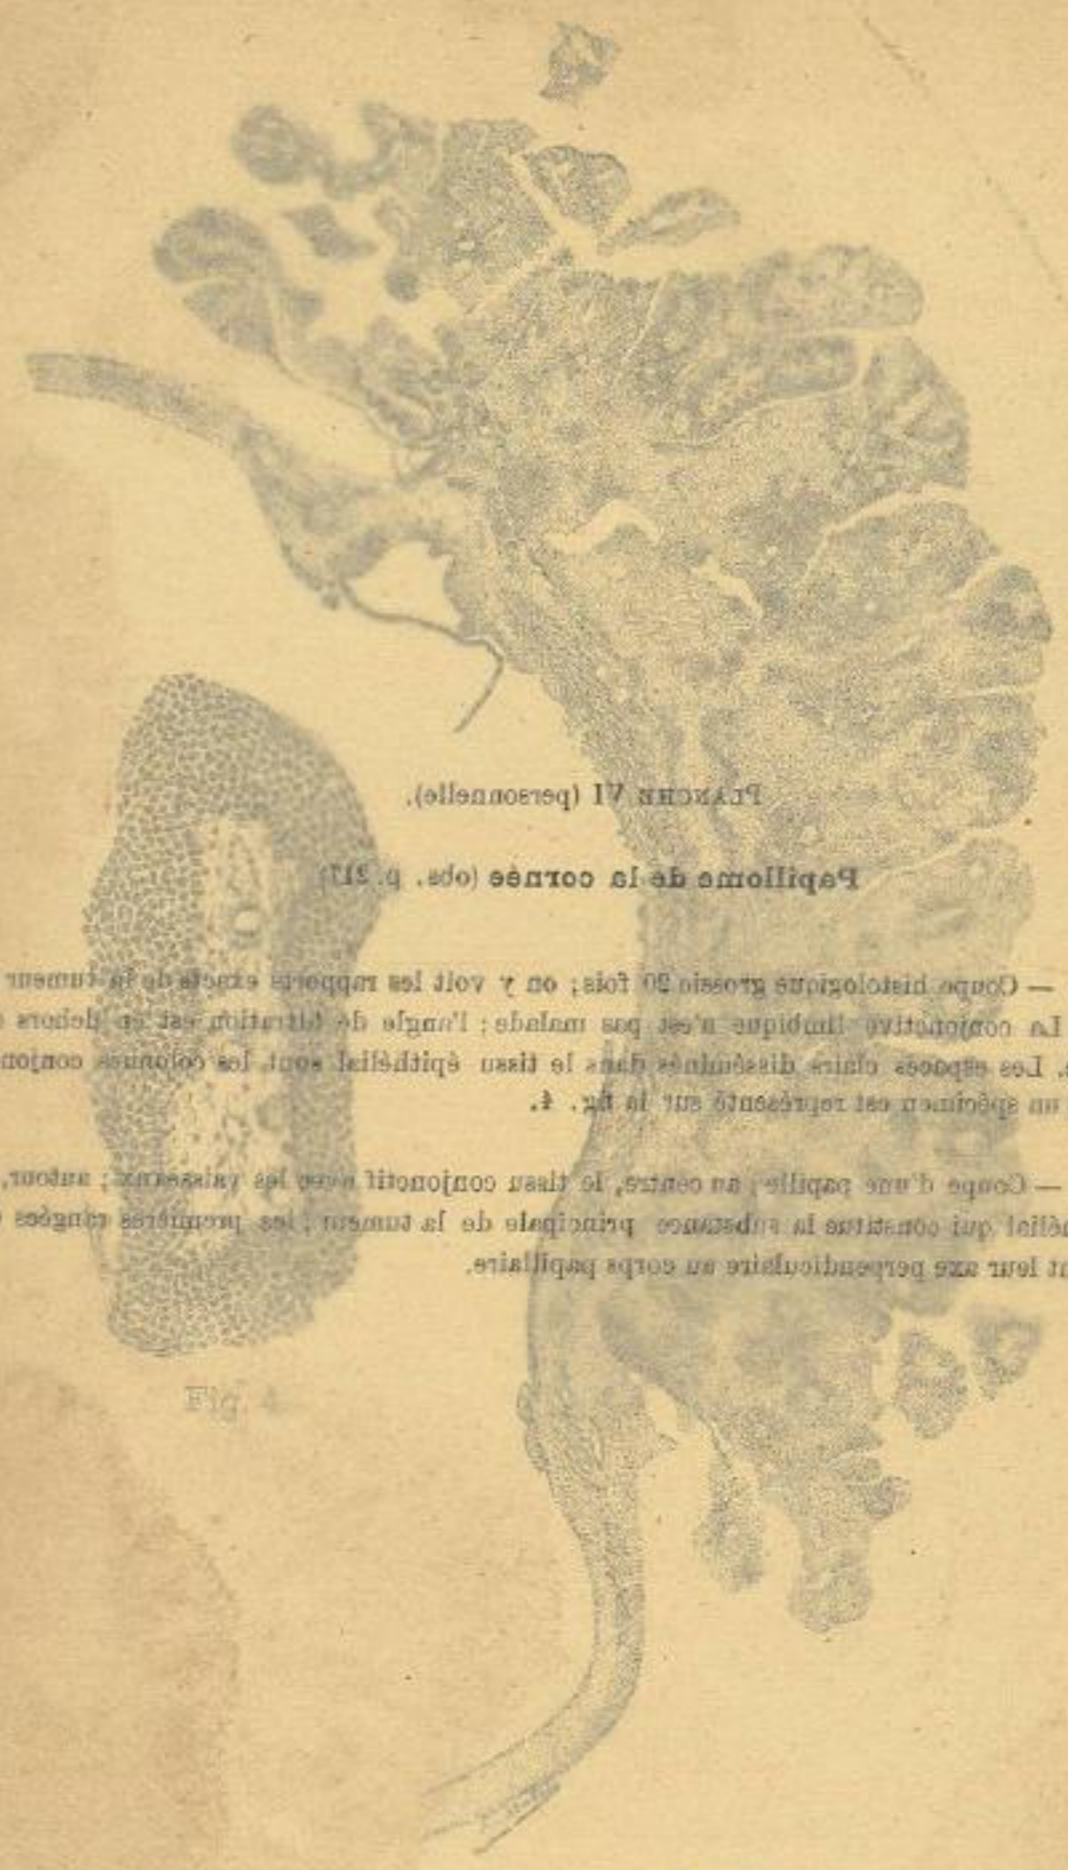 PLANCHE VI (personnelle).
Papillome de la cornée (obs. p. 217)
— Coupe histologique grossie 20 fois; on y voit les rapports exacts de la tumeur
La conjonctive limbique n'est pas malade; l'angle de filtration est en dehors
Les espaces clairs disséminés dans le tissu épithélial sont les colonnes conjon
un spécimen est représenté sur la fig. 4.
— Coupe d'une papille; au centre, le tissu conjonctif avec les vaisseaux; autour,
hélial qui constitue la substance principale de la tumeur; les premières rangées
nt leur axe perpendiculaire au corps papillaire.
Fig. 4